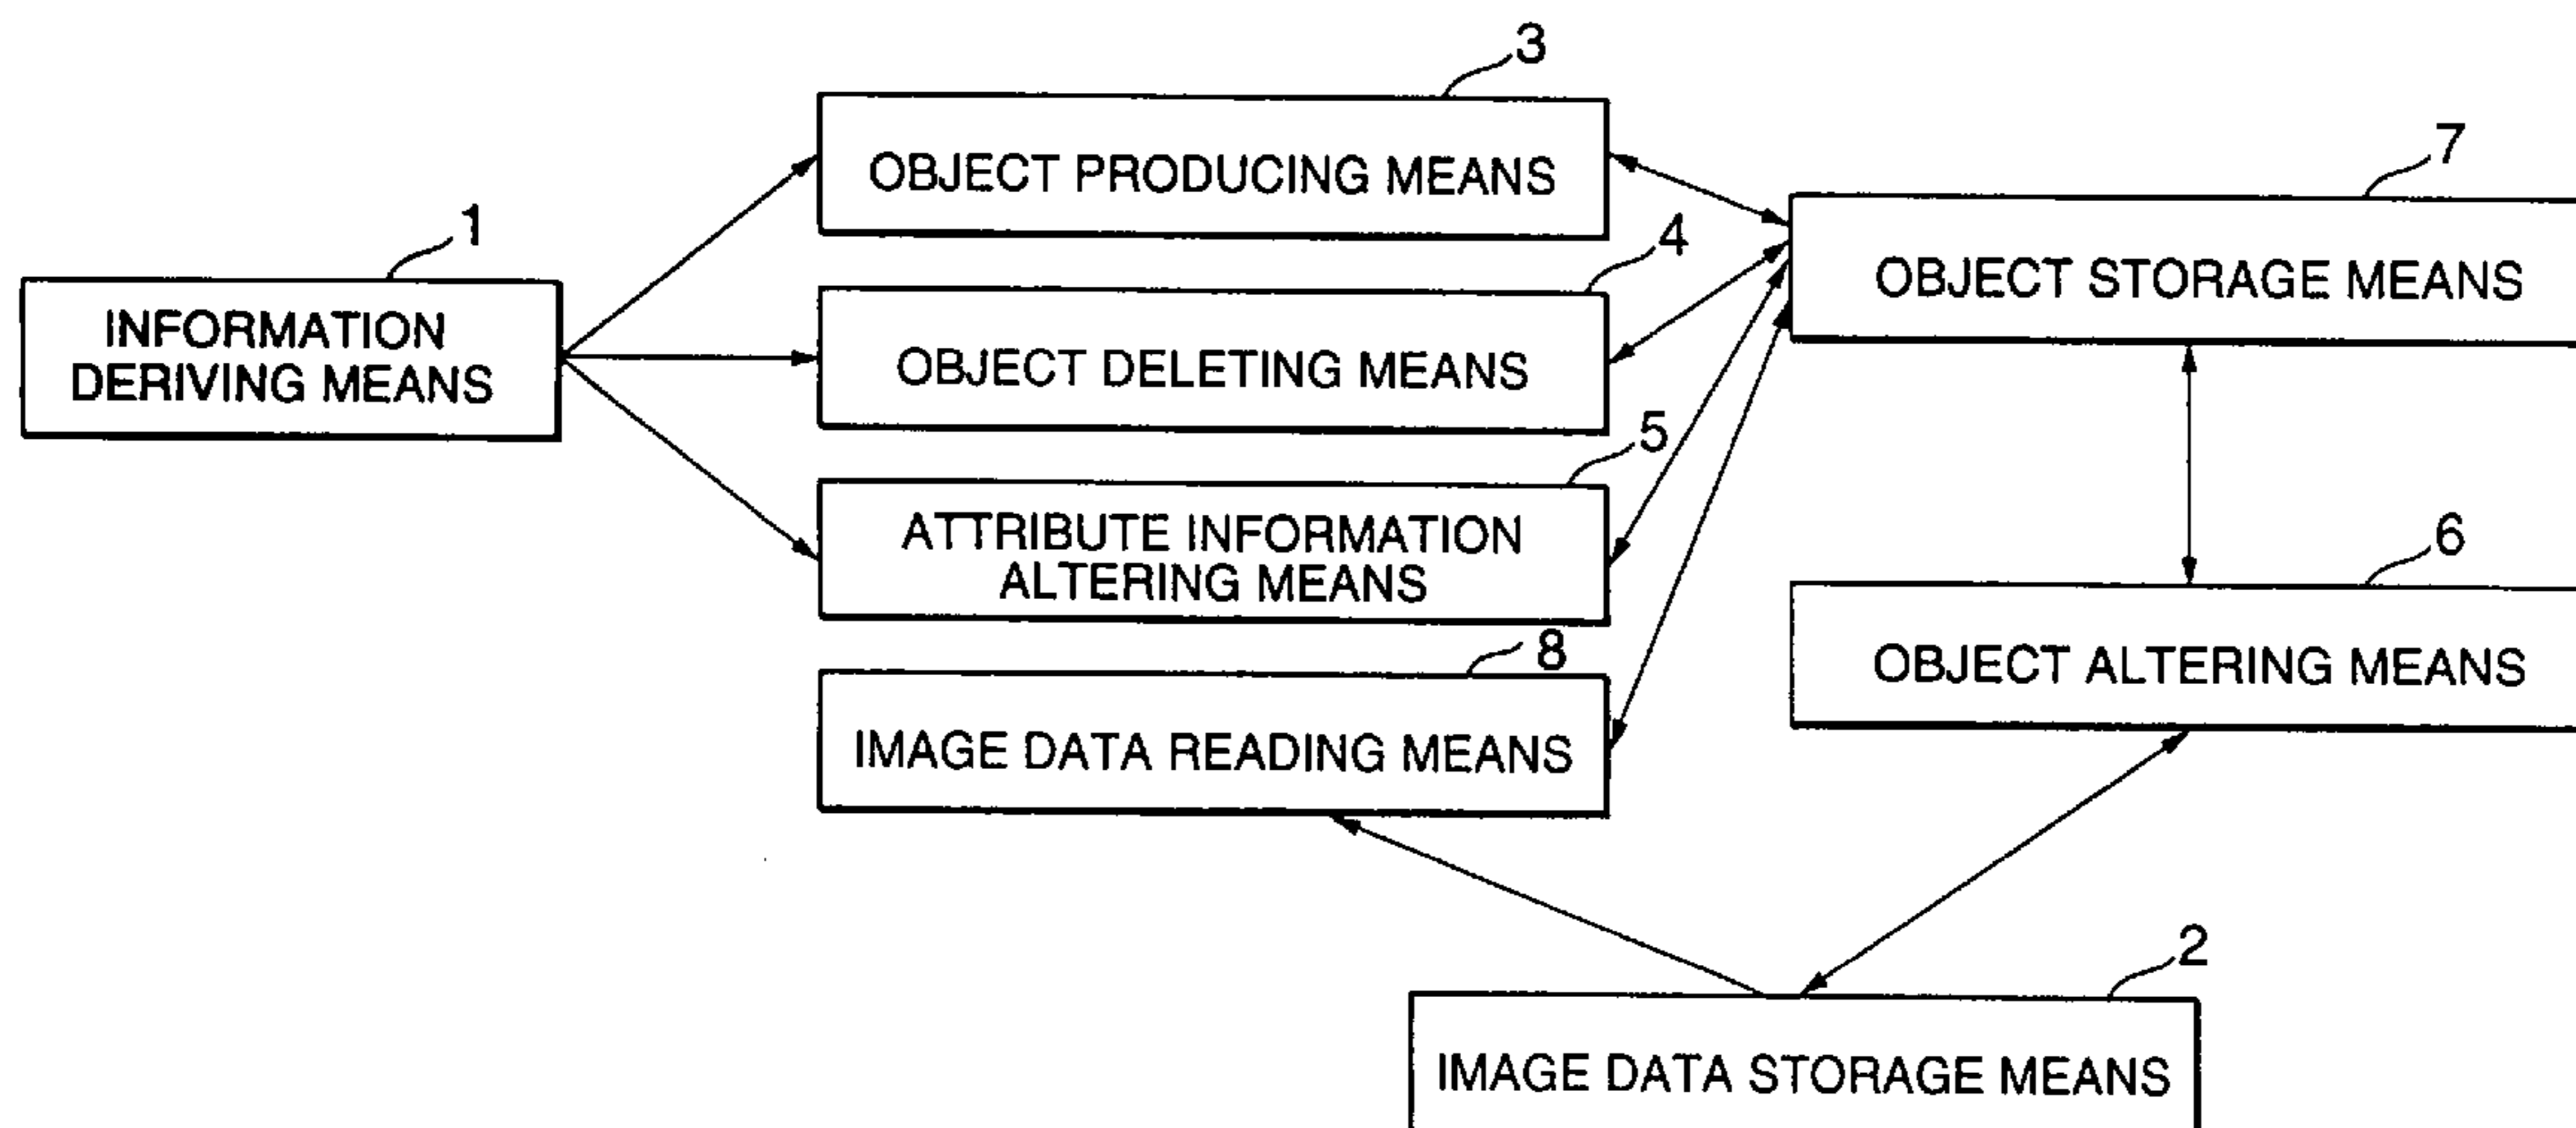 3
OBJECT PRODUCING MEANS
7
OBJECT STORAGE MEANS
1
INFORMATION
DERIVING MEANS
4
OBJECT DELETING MEANS
5
ATTRIBUTE INFORMATION
ALTERING MEANS
6
OBJECT ALTERING MEANS
8
IMAGE DATA READING MEANS
2
IMAGE DATA STORAGE MEANS